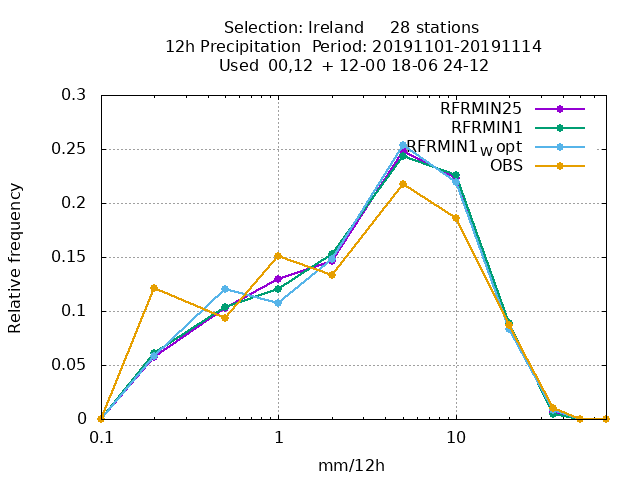 Selection: Ireland 28 stations
12h Precipitation Period: 20191101-20191114
Used 00,12 + 12-00 18-06 24-12
0.3
0.25
0.2
0.15
0.1
0.05
0
RFRMIN25
RFRMIN1
RFRMIN1W opt
OBS
Relative frequency
0.1 1 10
mm/12h